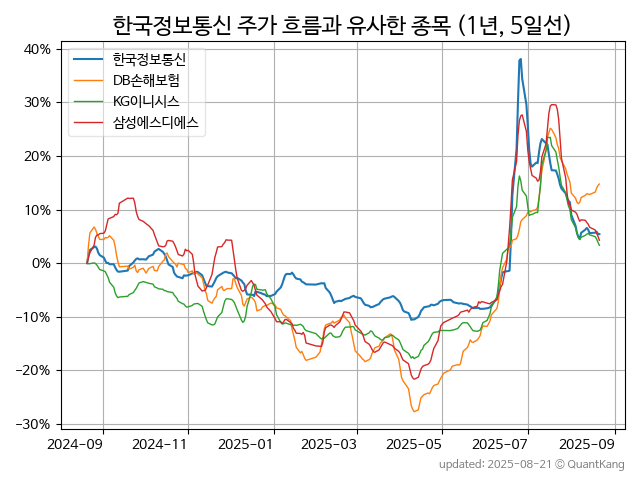 한국정보통신 주가 흐름과 유사한 종목 (1년, 5일선)
한국정보통신
DB손해보험
KG이니시스
삼성에스디에스
40%
30%
20%
10%
0%
−10%
−20%
−30%
2024-09 2024-11 2025-01 2025-03 2025-05 2025-07 2025-09
updated: 2025-08-21 © QuantKang